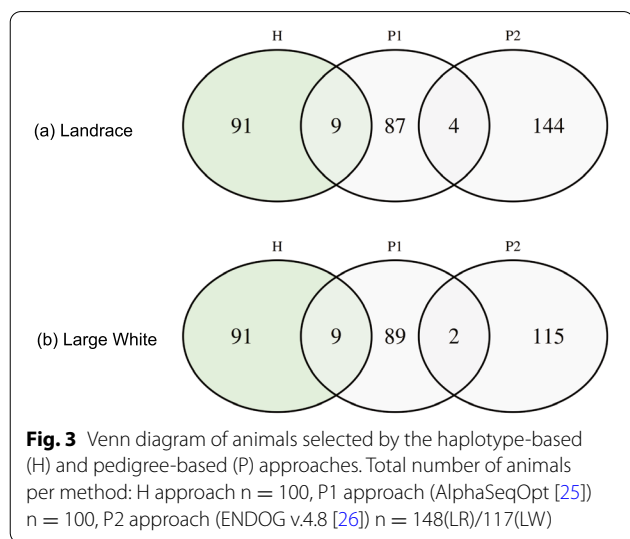 H P1 P2
(a) Landrace 91 9 87 4 144
H P1 P2
(b) Large White 91 9 89 2 115
Fig. 3 Venn diagram of animals selected by the haplotype-based
(H) and pedigree-based (P) approaches. Total number of animals
per method: H approach n = 100, P1 approach (AlphaSeqOpt [25])
n = 100, P2 approach (ENDOG v.4.8 [26]) n = 148(LR)/117(LW)